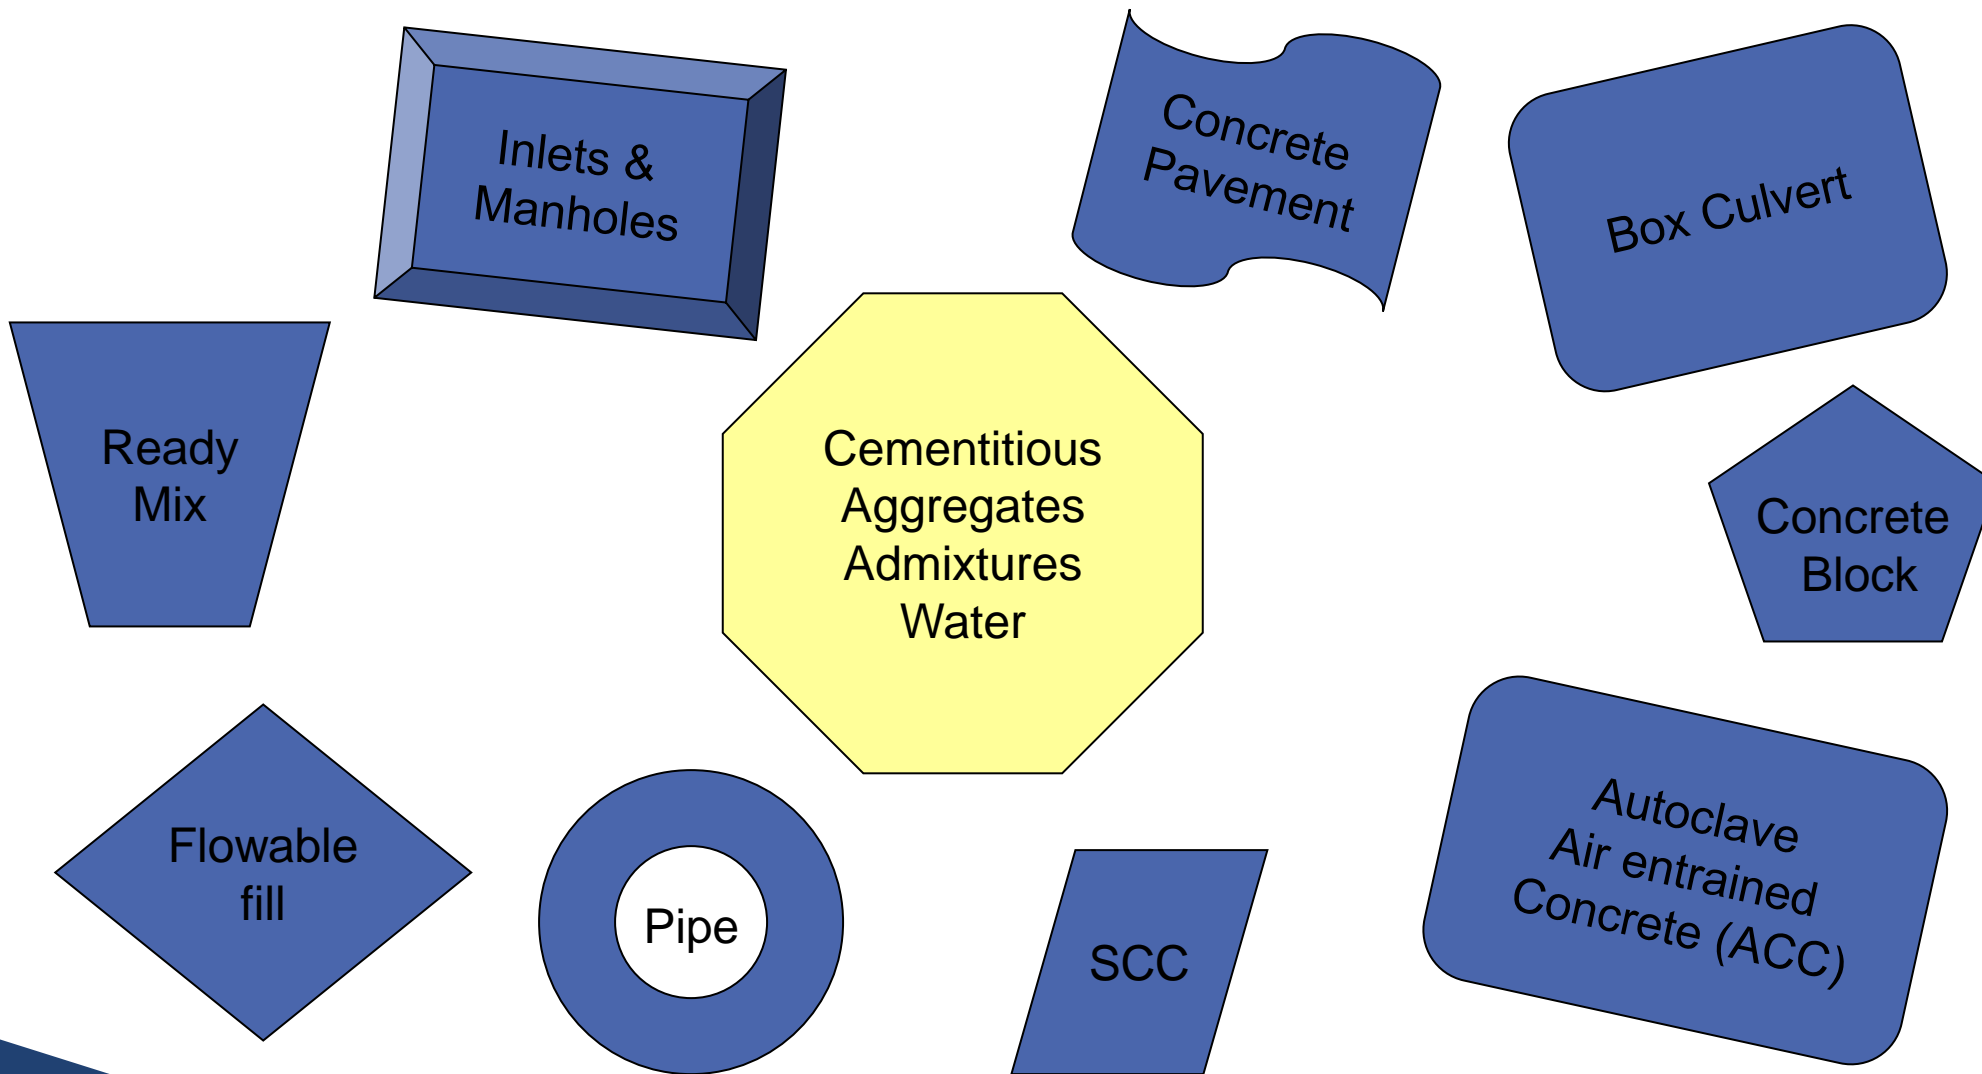 Inlets &
Manholes
Concrete
Pavement
Box Culvert
Ready
Mix
Cementitious
Aggregates
Admixtures
Water
Concrete
Block
Flowable
fill
Pipe
SCC
Autoclave
Air entrained
Concrete (ACC)